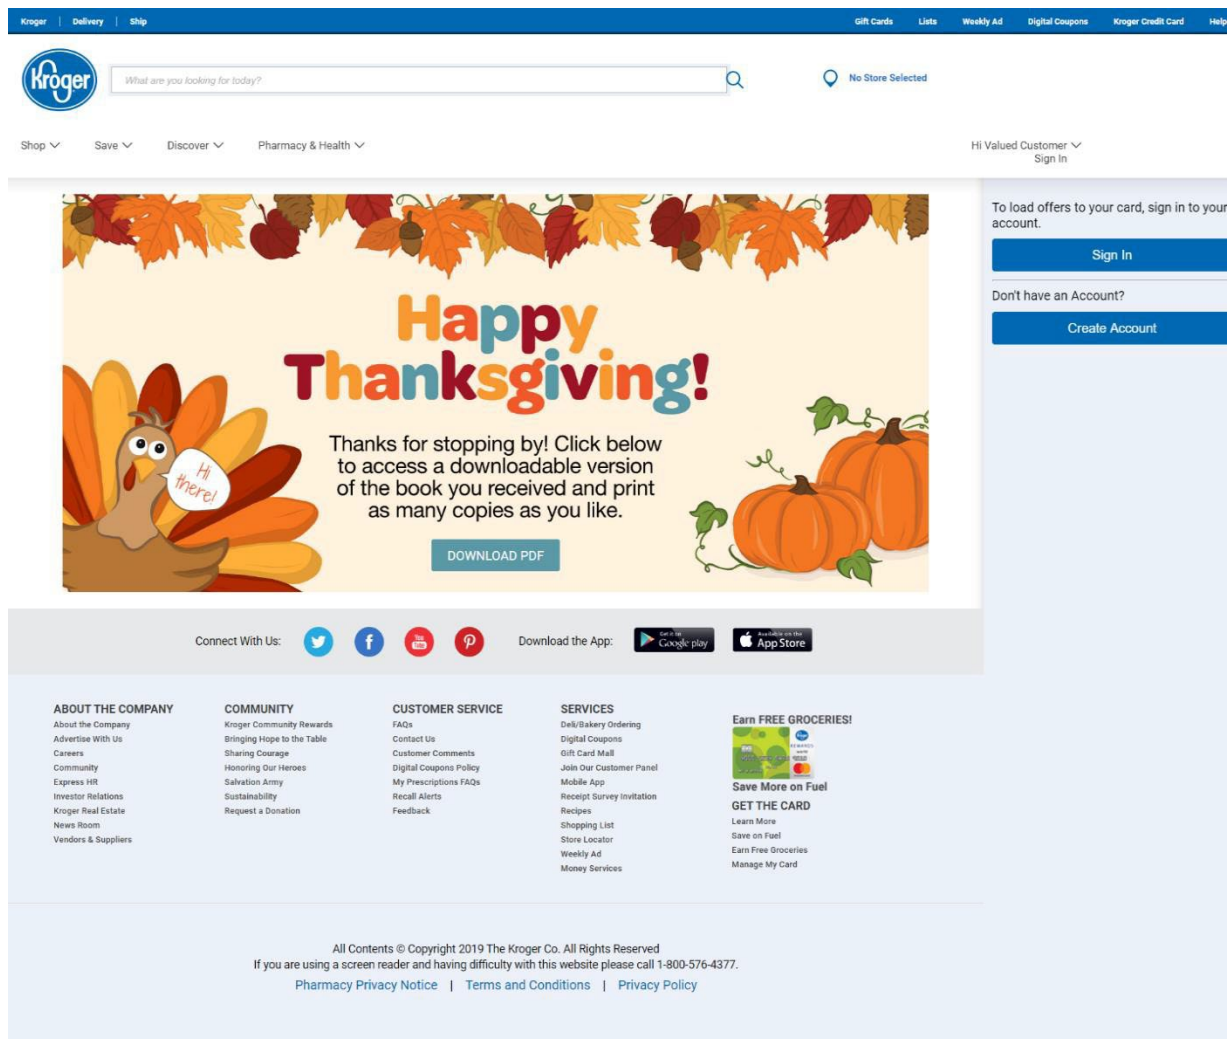 Kroger | Delivery | Ship
Gift Cards Lists Weekly Ad Digital Coupons Kroger Credit Card Help
Kroger
What are you looking for today?
No Store Selected
Shop Save Discover Pharmacy & Health
Hi Valued Customer
Sign In
To load offers to your card, sign in to your
account.
Sign In
Don't have an Account?
Create Account
Happy
Thanksgiving!
Hi
there!
Thanks for stopping by! Click below
to access a downloadable version
of the book you received and print
as many copies as you like.
DOWNLOAD PDF
Connect With Us:
You
Tube
Download the App:
Get it on
Google play
Available on the
App Store
ABOUT THE COMPANY
About the Company
Advertise With Us
Careers
Community
Express HR
Investor Relations
Kroger Real Estate
News Room
Vendors & Suppliers
COMMUNITY
Kroger Community Rewards
Bringing Hope to the Table
Sharing Courage
Honoring Our Heroes
Salvation Army
Sustainability
Request a Donation
CUSTOMER SERVICE
FAQs
Contact Us
Customer Comments
Digital Coupons Policy
My Prescriptions FAQs
Recall Alerts
Feedback
SERVICES
Deli/Bakery Ordering
Digital Coupons
Gift Card Mall
Join Our Customer Panel
Mobile App
Receipt Survey Invitation
Recipes
Shopping List
Store Locator
Weekly Ad
Money Services
Earn FREE GROCERIES!
REWARDS
Save More on Fuel
GET THE CARD
Learn More
Save on Fuel
Earn Free Groceries
Manage My Card
All Contents © Copyright 2019 The Kroger Co. All Rights Reserved
If you are using a screen reader and having difficulty with this website please call 1-800-576-4377.
Pharmacy Privacy Notice | Terms and Conditions | Privacy Policy